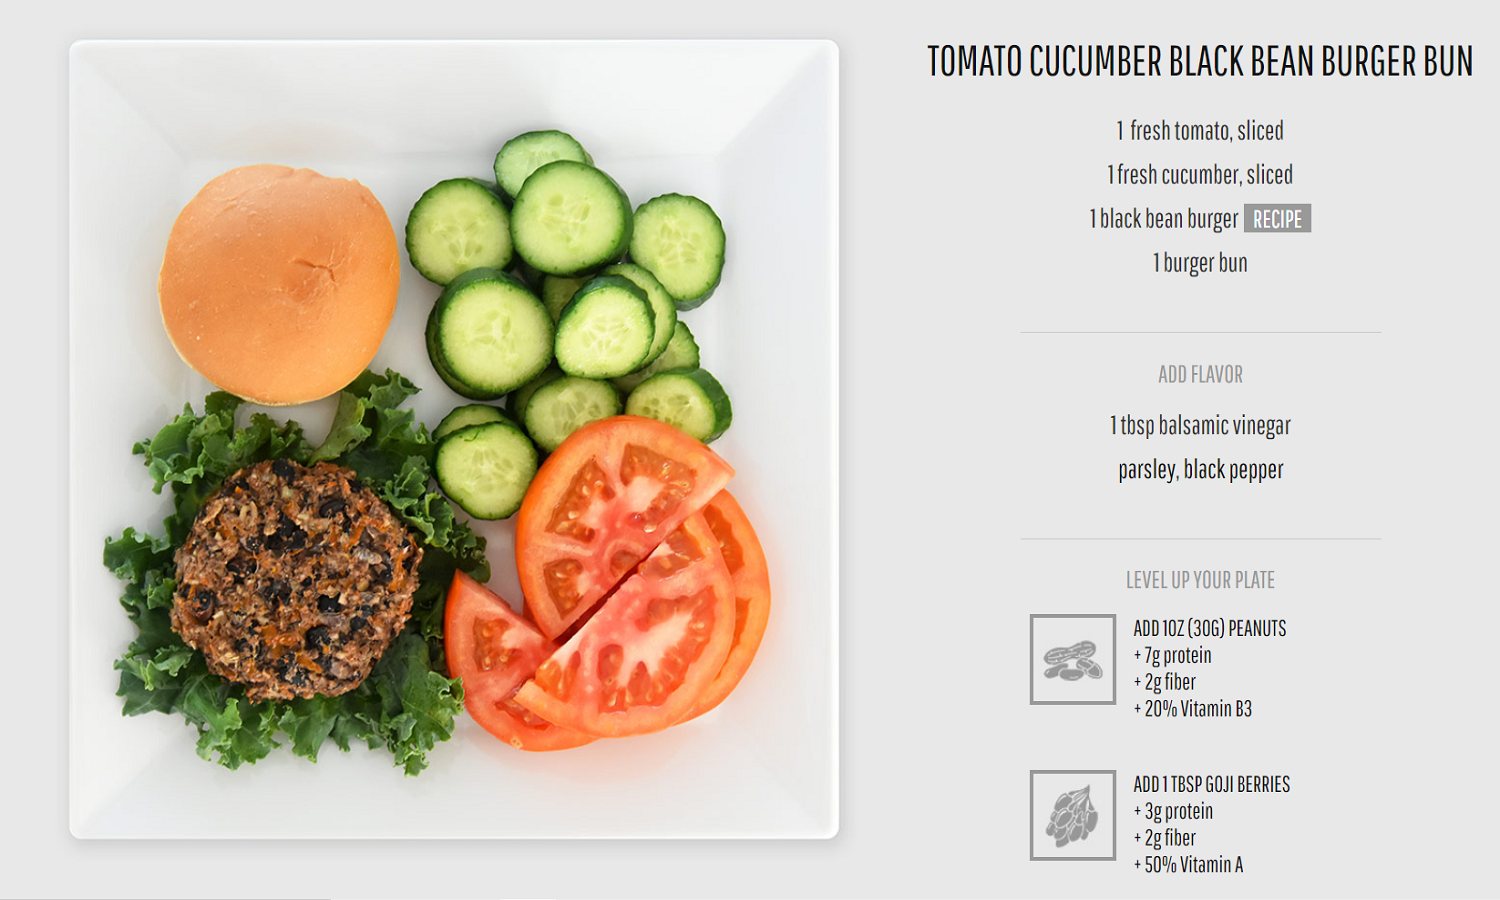 TOMATO CUCUMBER BLACK BEAN BURGER BUN
1 fresh tomato, sliced
1 fresh cucumber, sliced
1 black bean burger RECIPE
1 burger bun
ADD FLAVOR
1 tbsp balsamic vinegar
parsley, black pepper
LEVEL UP YOUR PLATE
ADD 1OZ (30G) PEANUTS
+ 7g protein
+ 2g fiber
+ 20% Vitamin B3
ADD 1 TBSP GOJI BERRIES
+ 3g protein
+ 2g fiber
+ 50% Vitamin A